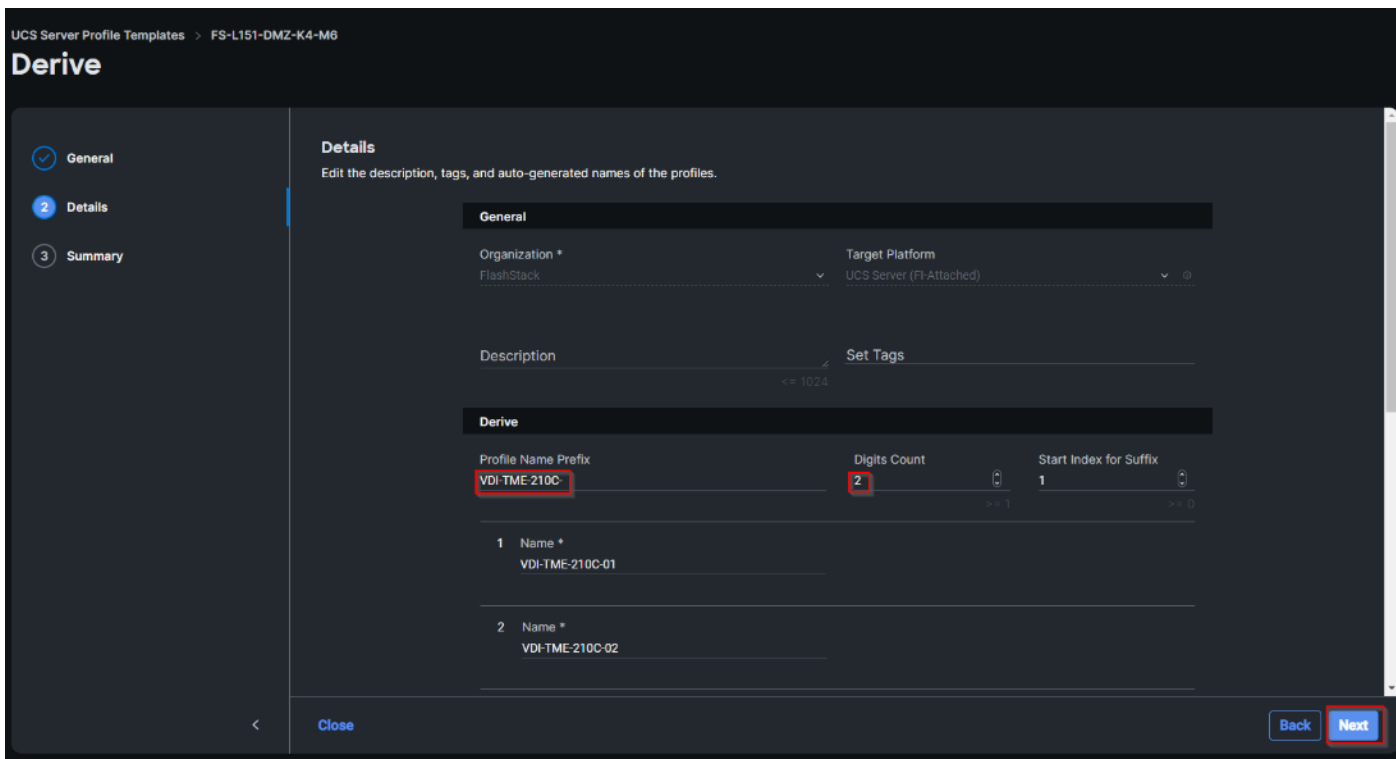 UCS Server Profile Templates > FS-L151-DMZ-K4-M6
Derive
General
2 Details
3 Summary
Details
Edit the description, tags, and auto-generated names of the profiles.
General
Organization * Target Platform
FlashStack UCS Server (FI-Attached)
Description Set Tags
<= 1024
Derive
Profile Name Prefix Digits Count Start Index for Suffix
VDI-TME-210C- 2 1
>= 1 >= 0
1 Name *
VDI-TME-210C-01
2 Name *
VDI-TME-210C-02
< Close Back Next